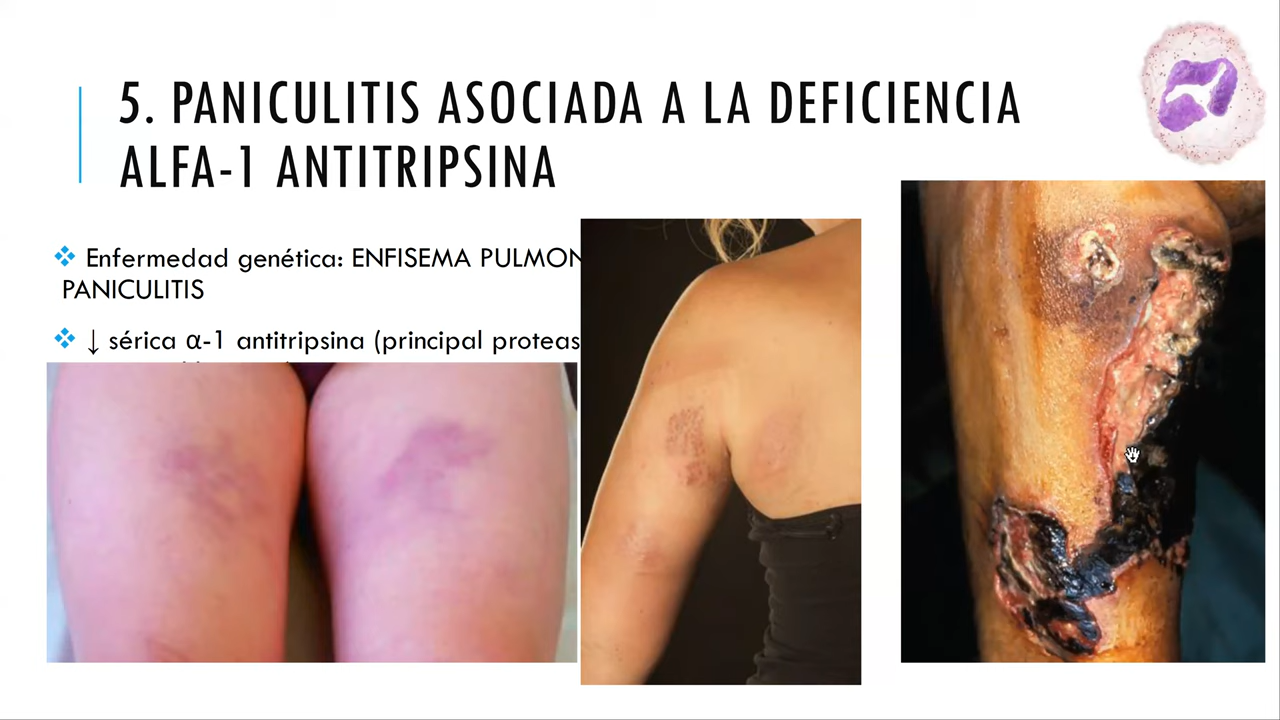 5. PANICULITIS ASOCIADA A LA DEFICIENCIA
ALFA-1 ANTITRIPSINA
Enfermedad genética: ENFISEMA PULMON
PANICULITIS
↓ sérica α-1 antitripsina (principal proteas